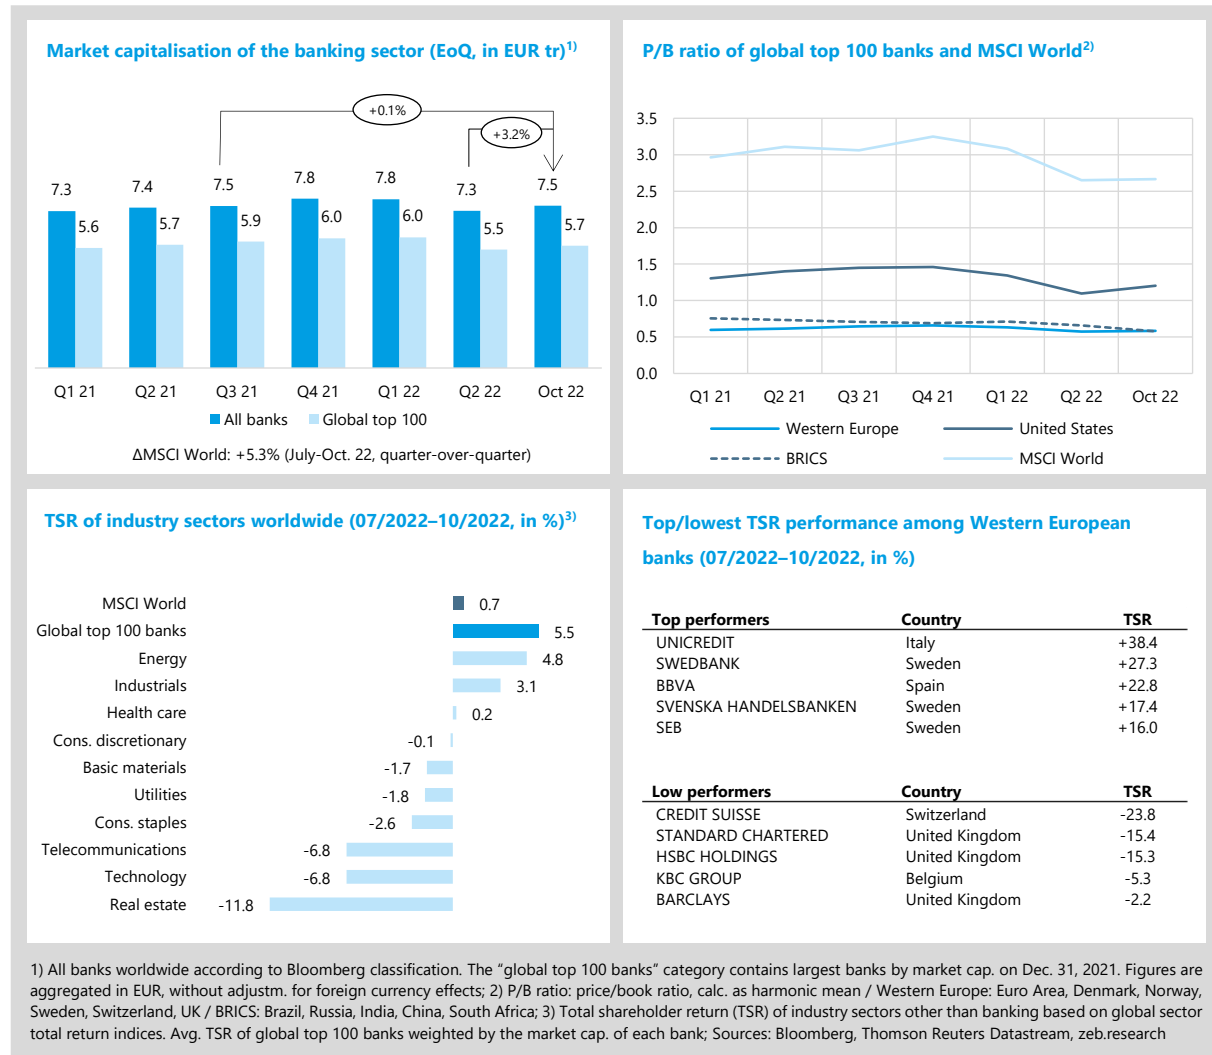 Market capitalisation of the banking sector (EoQ, in EUR tr)1)
+0.1%
+3.2%
7.3
5.6
7.4
5.7
7.5
5.9
7.8
6.0
7.8
6.0
7.3
5.5
7.5
5.7
Q1 21 Q2 21 Q3 21 Q4 21 Q1 22 Q2 22 Oct 22
All banks Global top 100
ΔMSCI World: +5.3% (July-Oct. 22, quarter-over-quarter)
P/B ratio of global top 100 banks and MSCI World2)
3.5
3.0
2.5
2.0
1.5
1.0
0.5
0.0
Q1 21 Q2 21 Q3 21 Q4 21 Q1 22 Q2 22 Oct 22
Western Europe United States
BRICS MSCI World
TSR of industry sectors worldwide (07/2022–10/2022, in %)3)
MSCI World 0.7
Global top 100 banks 5.5
Energy 4.8
Industrials 3.1
Health care 0.2
Cons. discretionary -0.1
Basic materials -1.7
Utilities -1.8
Cons. staples -2.6
Telecommunications -6.8
Technology -6.8
Real estate -11.8
Top/lowest TSR performance among Western European
banks (07/2022–10/2022, in %)
Top performers Country TSR
UNICREDIT Italy +38.4
SWEDBANK Sweden +27.3
BBVA Spain +22.8
SVENSKA HANDELSBANKEN Sweden +17.4
SEB Sweden +16.0
Low performers Country TSR
CREDIT SUISSE Switzerland -23.8
STANDARD CHARTERED United Kingdom -15.4
HSBC HOLDINGS United Kingdom -15.3
KBC GROUP Belgium -5.3
BARCLAYS United Kingdom -2.2
1) All banks worldwide according to Bloomberg classification. The “global top 100 banks” category contains largest banks by market cap. on Dec. 31, 2021. Figures are
aggregated in EUR, without adjustm. for foreign currency effects; 2) P/B ratio: price/book ratio, calc. as harmonic mean / Western Europe: Euro Area, Denmark, Norway,
Sweden, Switzerland, UK / BRICS: Brazil, Russia, India, China, South Africa; 3) Total shareholder return (TSR) of industry sectors other than banking based on global sector
total return indices. Avg. TSR of global top 100 banks weighted by the market cap. of each bank; Sources: Bloomberg, Thomson Reuters Datastream, zeb.research